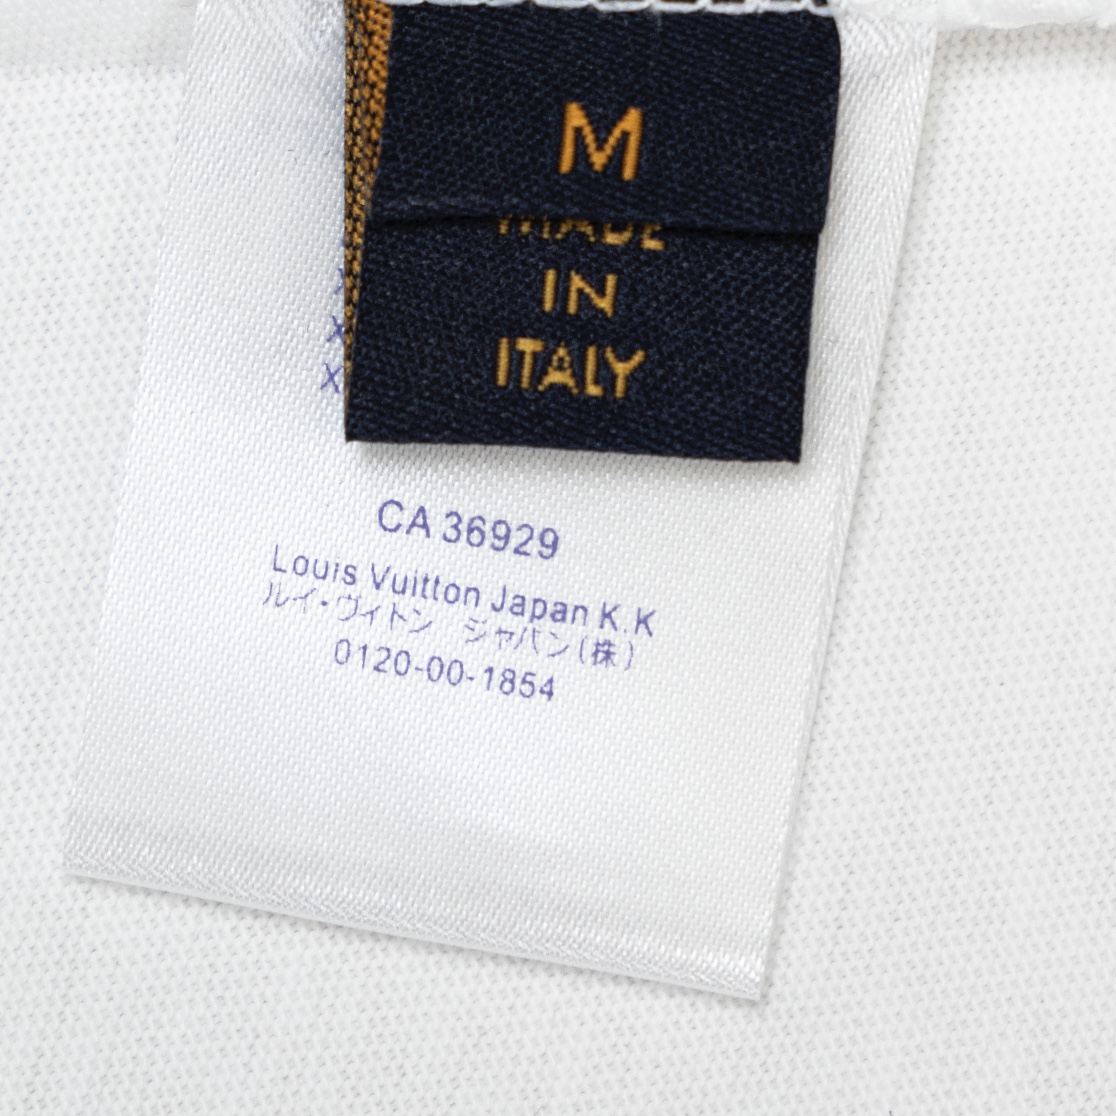 M
MADE
IN
ITALY
X
X
X
CA 36929
Louis Vuitton Japan K.K
ルイ・ヴィトン ジャパン(株)
0120-00-1854